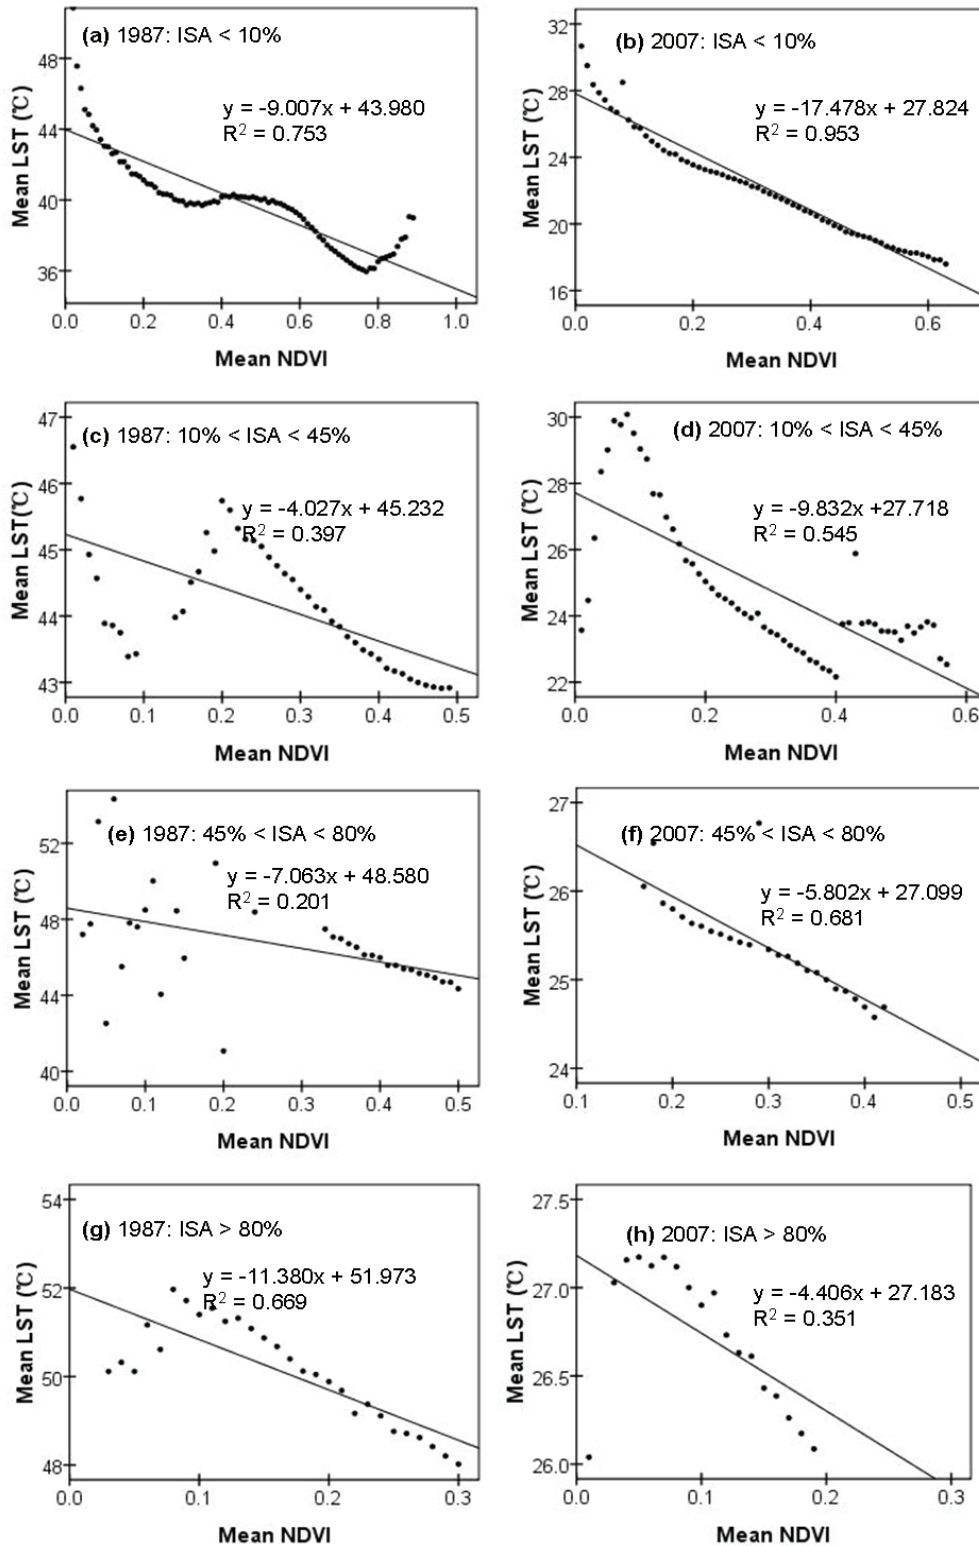 (a) 1987: ISA < 10%
y = -9.007x + 43.980
R² = 0.753
Mean LST (℃)
48
44
40
36
0.0 0.2 0.4 0.6 0.8 1.0
Mean NDVI
(b) 2007: ISA < 10%
y = -17.478x + 27.824
R² = 0.953
Mean LST (℃)
32
28
24
20
16
0.0 0.2 0.4 0.6
Mean NDVI
(c) 1987: 10% < ISA < 45%
y = -4.027x + 45.232
R² = 0.397
Mean LST(℃)
47
46
45
44
43
0.0 0.1 0.2 0.3 0.4 0.5
Mean NDVI
(d) 2007: 10% < ISA < 45%
y = -9.832x +27.718
R² = 0.545
Mean LST (℃)
30
28
26
24
22
0.0 0.2 0.4 0.6
Mean NDVI
(e) 1987: 45% < ISA < 80%
y = -7.063x + 48.580
R² = 0.201
Mean LST (℃)
52
48
44
40
0.0 0.1 0.2 0.3 0.4 0.5
Mean NDVI
(f) 2007: 45% < ISA < 80%
y = -5.802x + 27.099
R² = 0.681
Mean LST (℃)
27
26
25
24
0.1 0.2 0.3 0.4 0.5
Mean NDVI
(g) 1987: ISA > 80%
y = -11.380x + 51.973
R² = 0.669
Mean LST (℃)
54
52
50
48
0.0 0.1 0.2 0.3
Mean NDVI
(h) 2007: ISA > 80%
y = -4.406x + 27.183
R² = 0.351
Mean LST (℃)
27.5
27.0
26.5
26.0
0.0 0.1 0.2 0.3
Mean NDVI